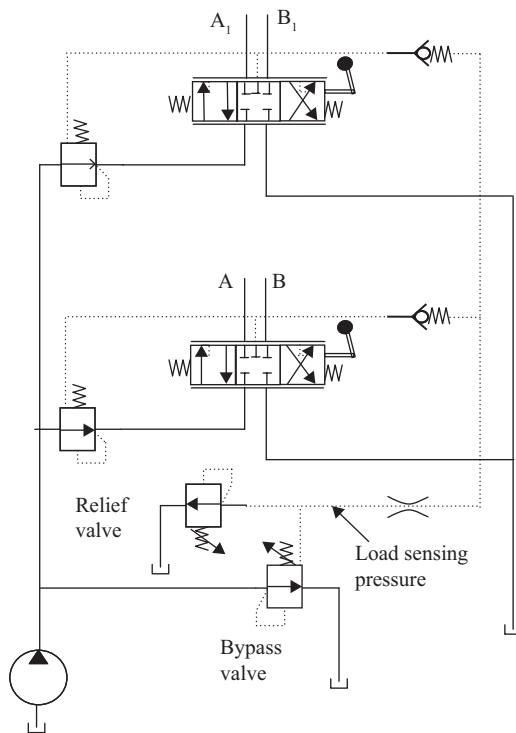 A₁ B₁
A B
Relief
valve
Load sensing
pressure
Bypass
valve